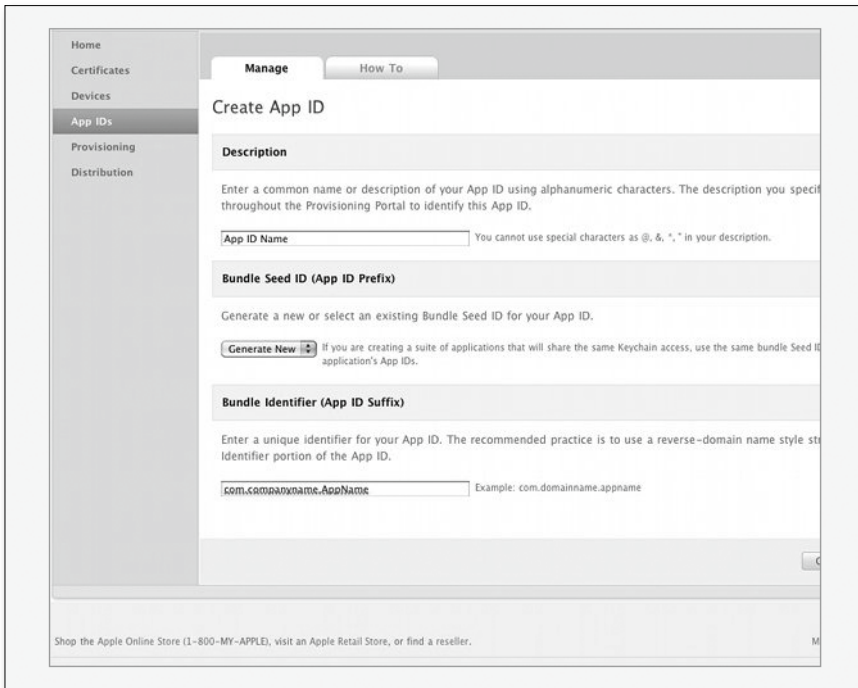 Home
Certificates
Devices
App IDs
Provisioning
Distribution
Manage
How To
Create App ID
Description
Enter a common name or description of your App ID using alphanumeric characters. The description you specif
throughout the Provisioning Portal to identify this App ID.
App ID Name
You cannot use special characters as @, &, *, " in your description.
Bundle Seed ID (App ID Prefix)
Generate a new or select an existing Bundle Seed ID for your App ID.
Generate New
If you are creating a suite of applications that will share the same Keychain access, use the same bundle Seed ID
application's App IDs.
Bundle Identifier (App ID Suffix)
Enter a unique identifier for your App ID. The recommended practice is to use a reverse-domain name style str
Identifier portion of the App ID.
com.companyname.AppName
Example: com.domainname.appname
Shop the Apple Online Store (1-800-MY-APPLE), visit an Apple Retail Store, or find a reseller.